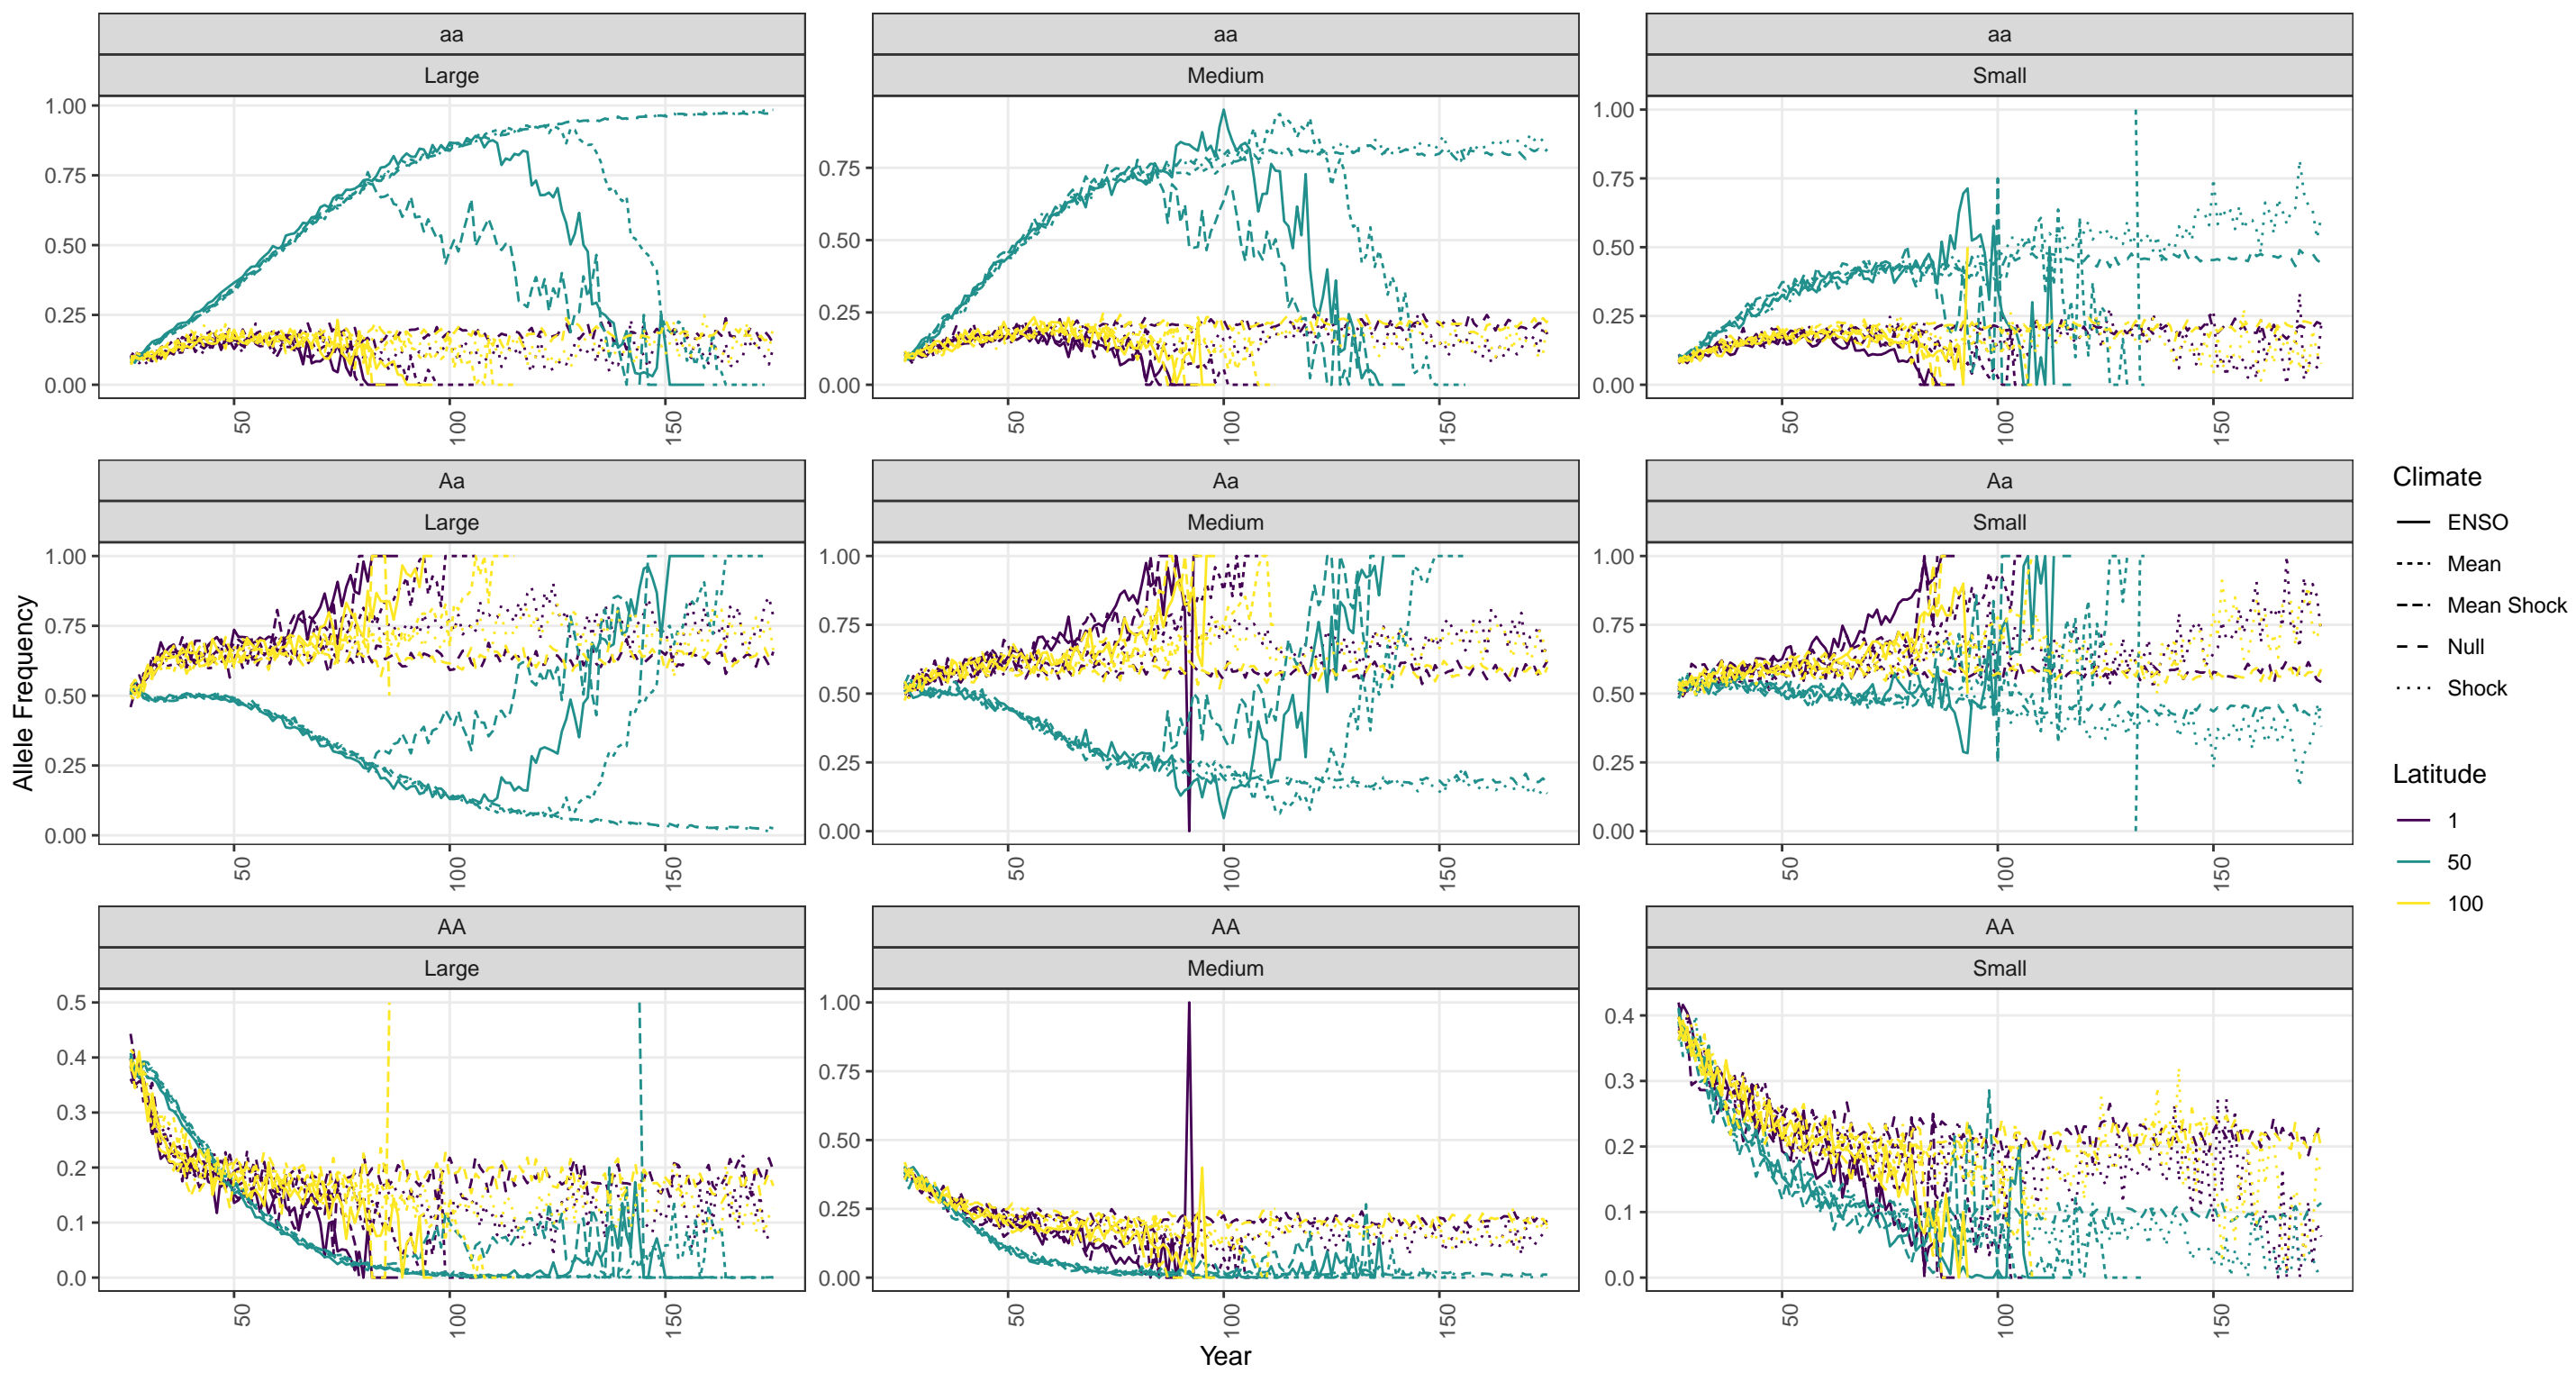 aa
aa
aa
Large
Medium
Small
1.00
0.75
0.50
0.25
0.00
0.75
0.50
0.25
0.00
1.00
0.75
0.50
0.25
0.00
50
100
150
50
100
150
50
100
150
Aa
Aa
Aa
Large
Medium
Small
1.00
0.75
0.50
0.25
0.00
1.00
0.75
0.50
0.25
0.00
1.00
0.75
0.50
0.25
0.00
50
100
150
50
100
150
50
100
150
AA
AA
AA
Large
Medium
Small
0.5
0.4
0.3
0.2
0.1
0.0
1.00
0.75
0.50
0.25
0.00
0.4
0.3
0.2
0.1
0.0
50
100
150
50
100
150
50
100
150
Allele Frequency
Year
Climate
ENSO
Mean
Mean Shock
Null
Shock
Latitude
1
50
100